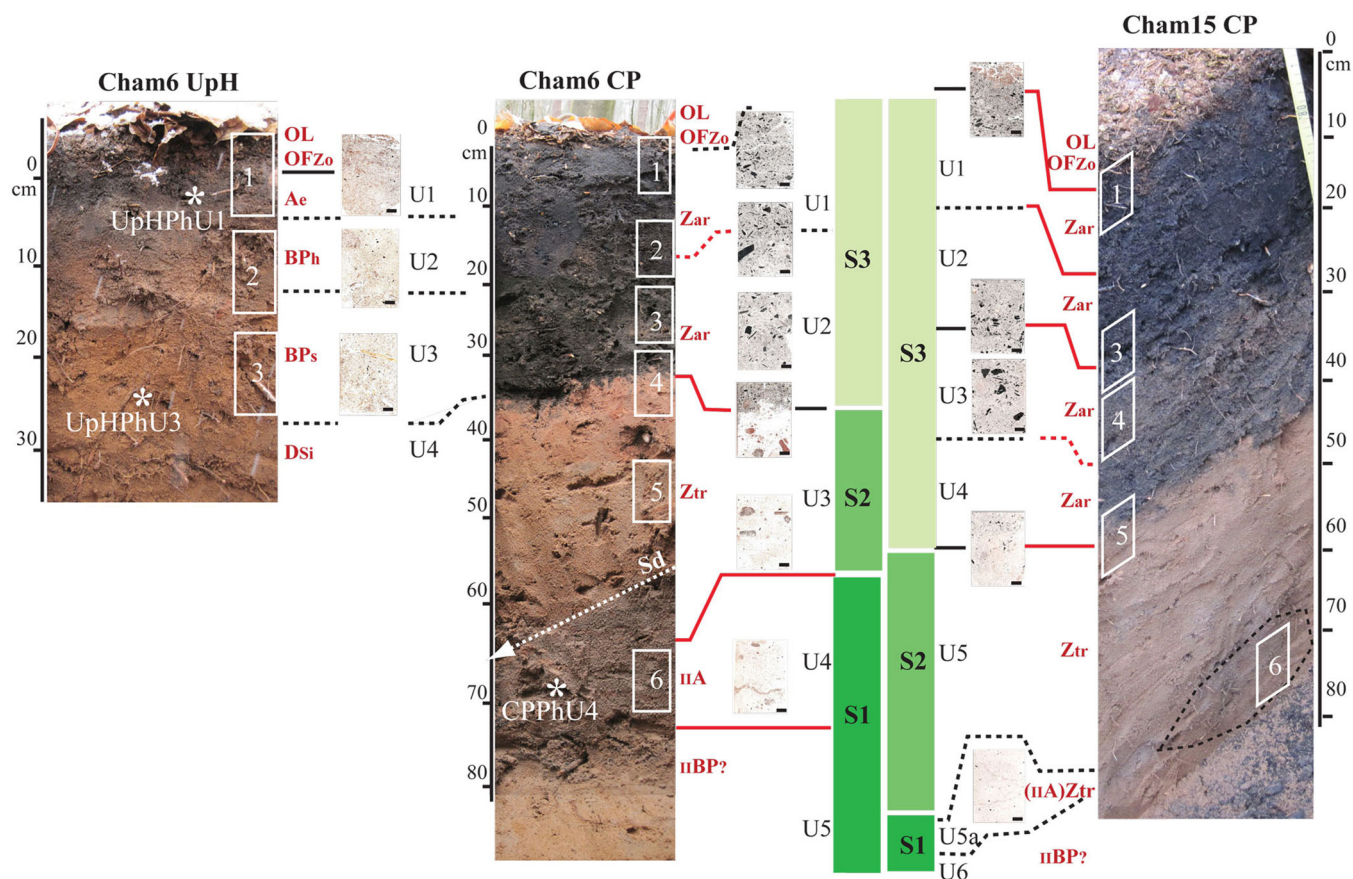 Cham6 UpH
0
cm
10
20
30
1
2
3
UpHPhU1
UpHPhU3
OL
OFZo
Ae
BPh
BPs
DSi
U1
U2
U3
U4
Cham6 CP
0
cm
10
20
30
40
50
60
70
80
1
2
3
4
5
6
Sd
CPPhU4
OL
OFZo
Zar
Zar
Ztr
IIA
IIBP?
U1
U2
U3
U4
U5
S3
S2
S1
S3
S2
S1
U1
U2
U3
U4
U5
U5a
U6
Cham15 CP
OL
OFZo
Zar
Zar
Zar
Zar
Ztr
(IIA)Ztr
IIBP?
1
3
4
5
6
0
cm
10
20
30
40
50
60
70
80